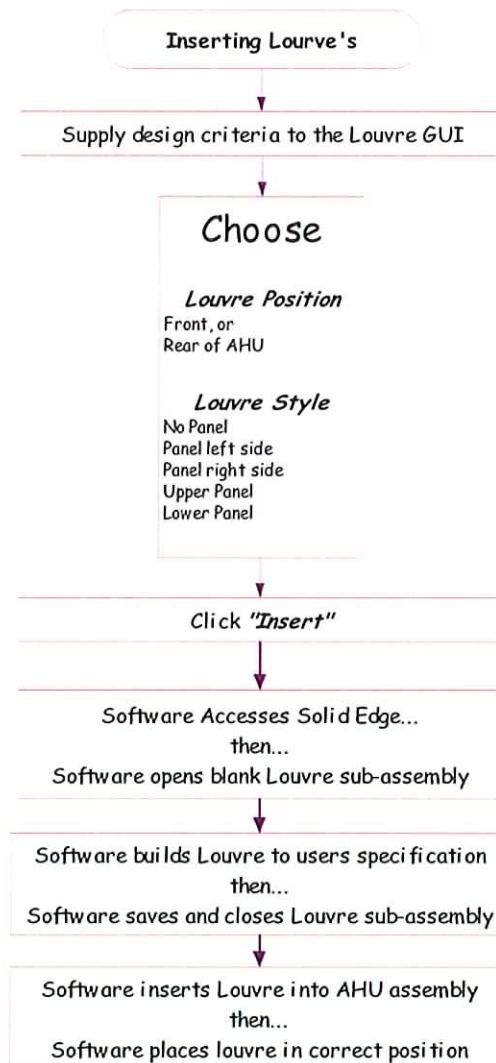 Inserting Lourve's
Supply design criteria to the Louvre GUI
Choose
Louvre Position
Front, or
Rear of AHU
Louvre Style
No Panel
Panel left side
Panel right side
Upper Panel
Lower Panel
Click "Insert"
Software Accesses Solid Edge...
then...
Software opens blank Louvre sub-assembly
Software builds Louvre to users specification
then...
Software saves and closes Louvre sub-assembly
Software inserts Louvre into AHU assembly
then...
Software places louvre in correct position